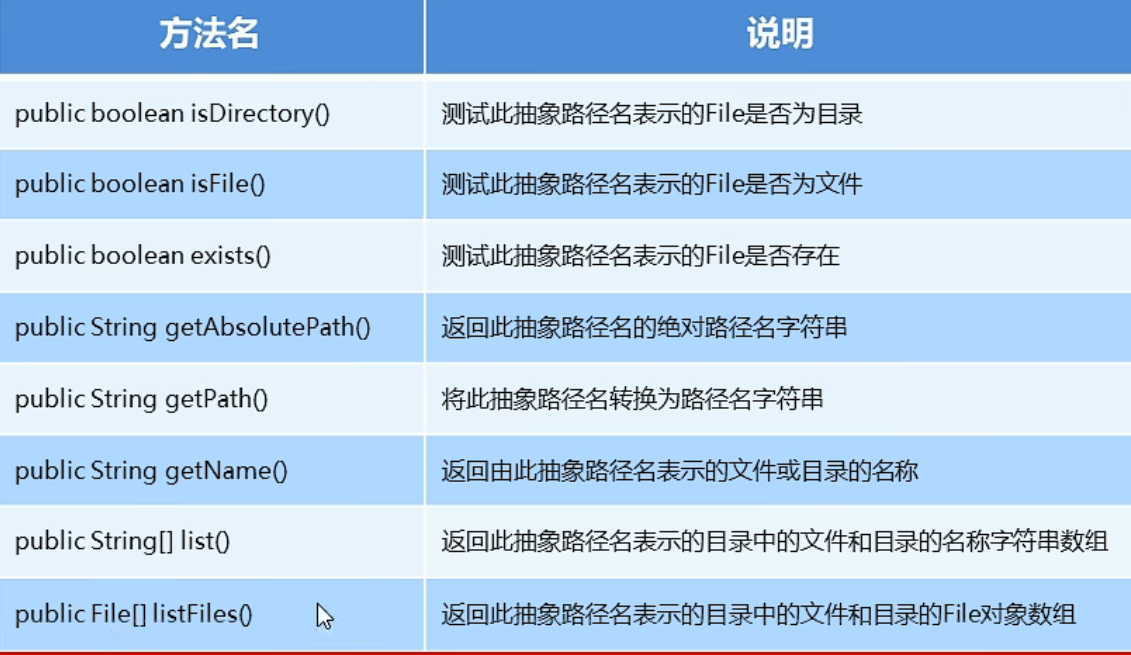 方法名 说明
public boolean isDirectory() 测试此抽象路径名表示的File是否为目录
public boolean isFile() 测试此抽象路径名表示的File是否为文件
public boolean exists() 测试此抽象路径名表示的File是否存在
public String getAbsolutePath() 返回此抽象路径名的绝对路径名字符串
public String getPath() 将此抽象路径名转换为路径名字符串
public String getName() 返回由此抽象路径名表示的文件或目录的名称
public String[] list() 返回此抽象路径名表示的目录中的文件和目录的名称字符串数组
public File[] listFiles() 返回此抽象路径名表示的目录中的文件和目录的File对象数组